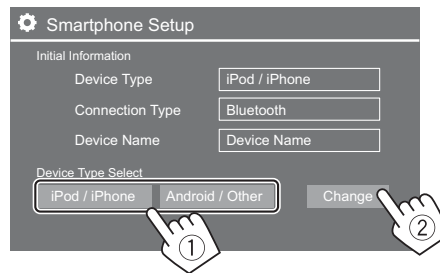 Smartphone Setup
Initial Information
Device Type iPod / iPhone
Connection Type Bluetooth
Device Name Device Name
Device Type Select
iPod / iPhone Android / Other Change
1
2